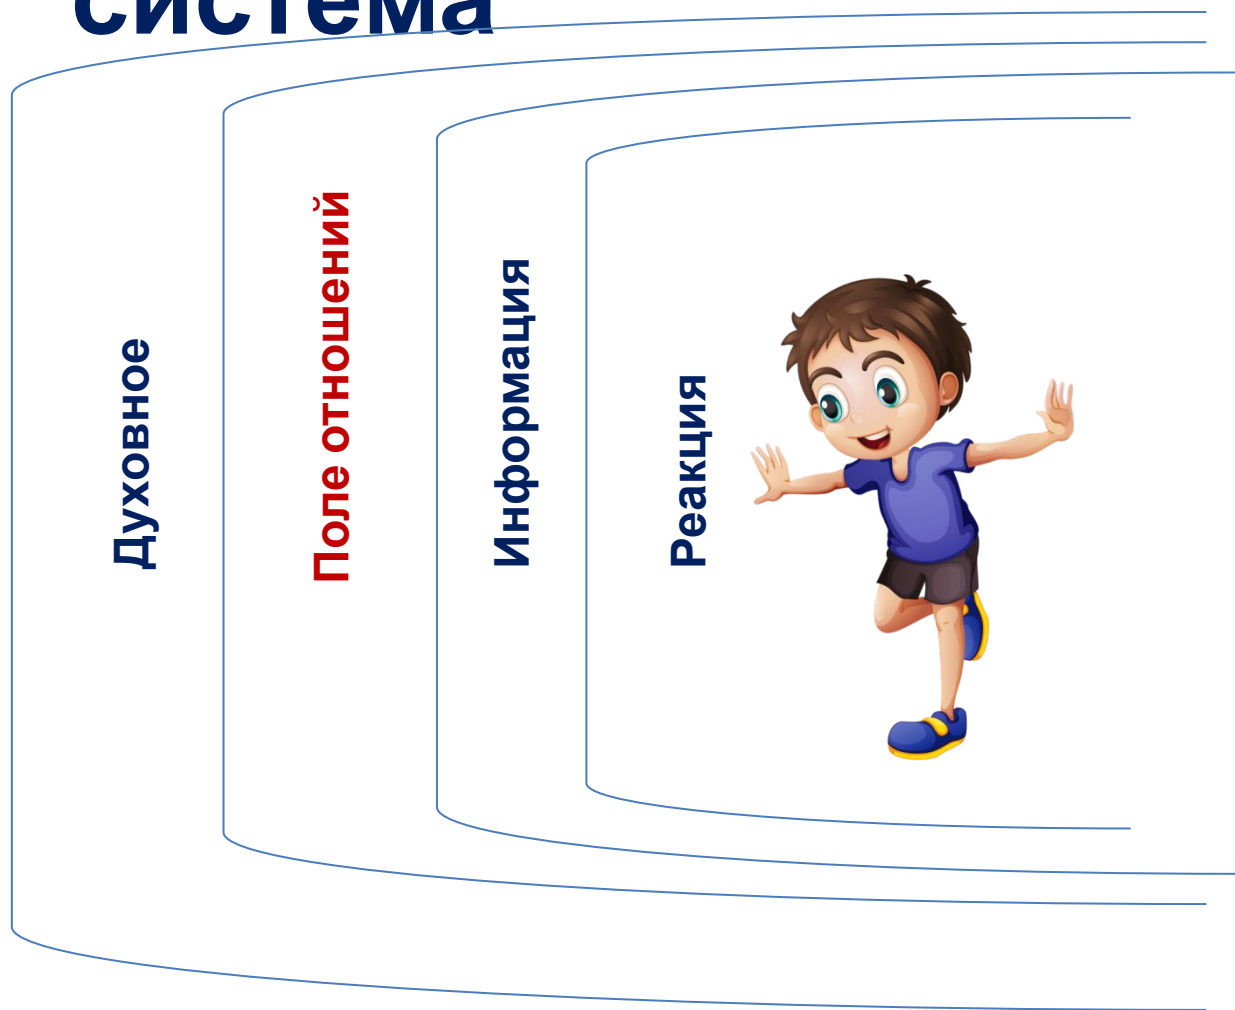 система
Духовное
Поле отношений
Информация
Реакция